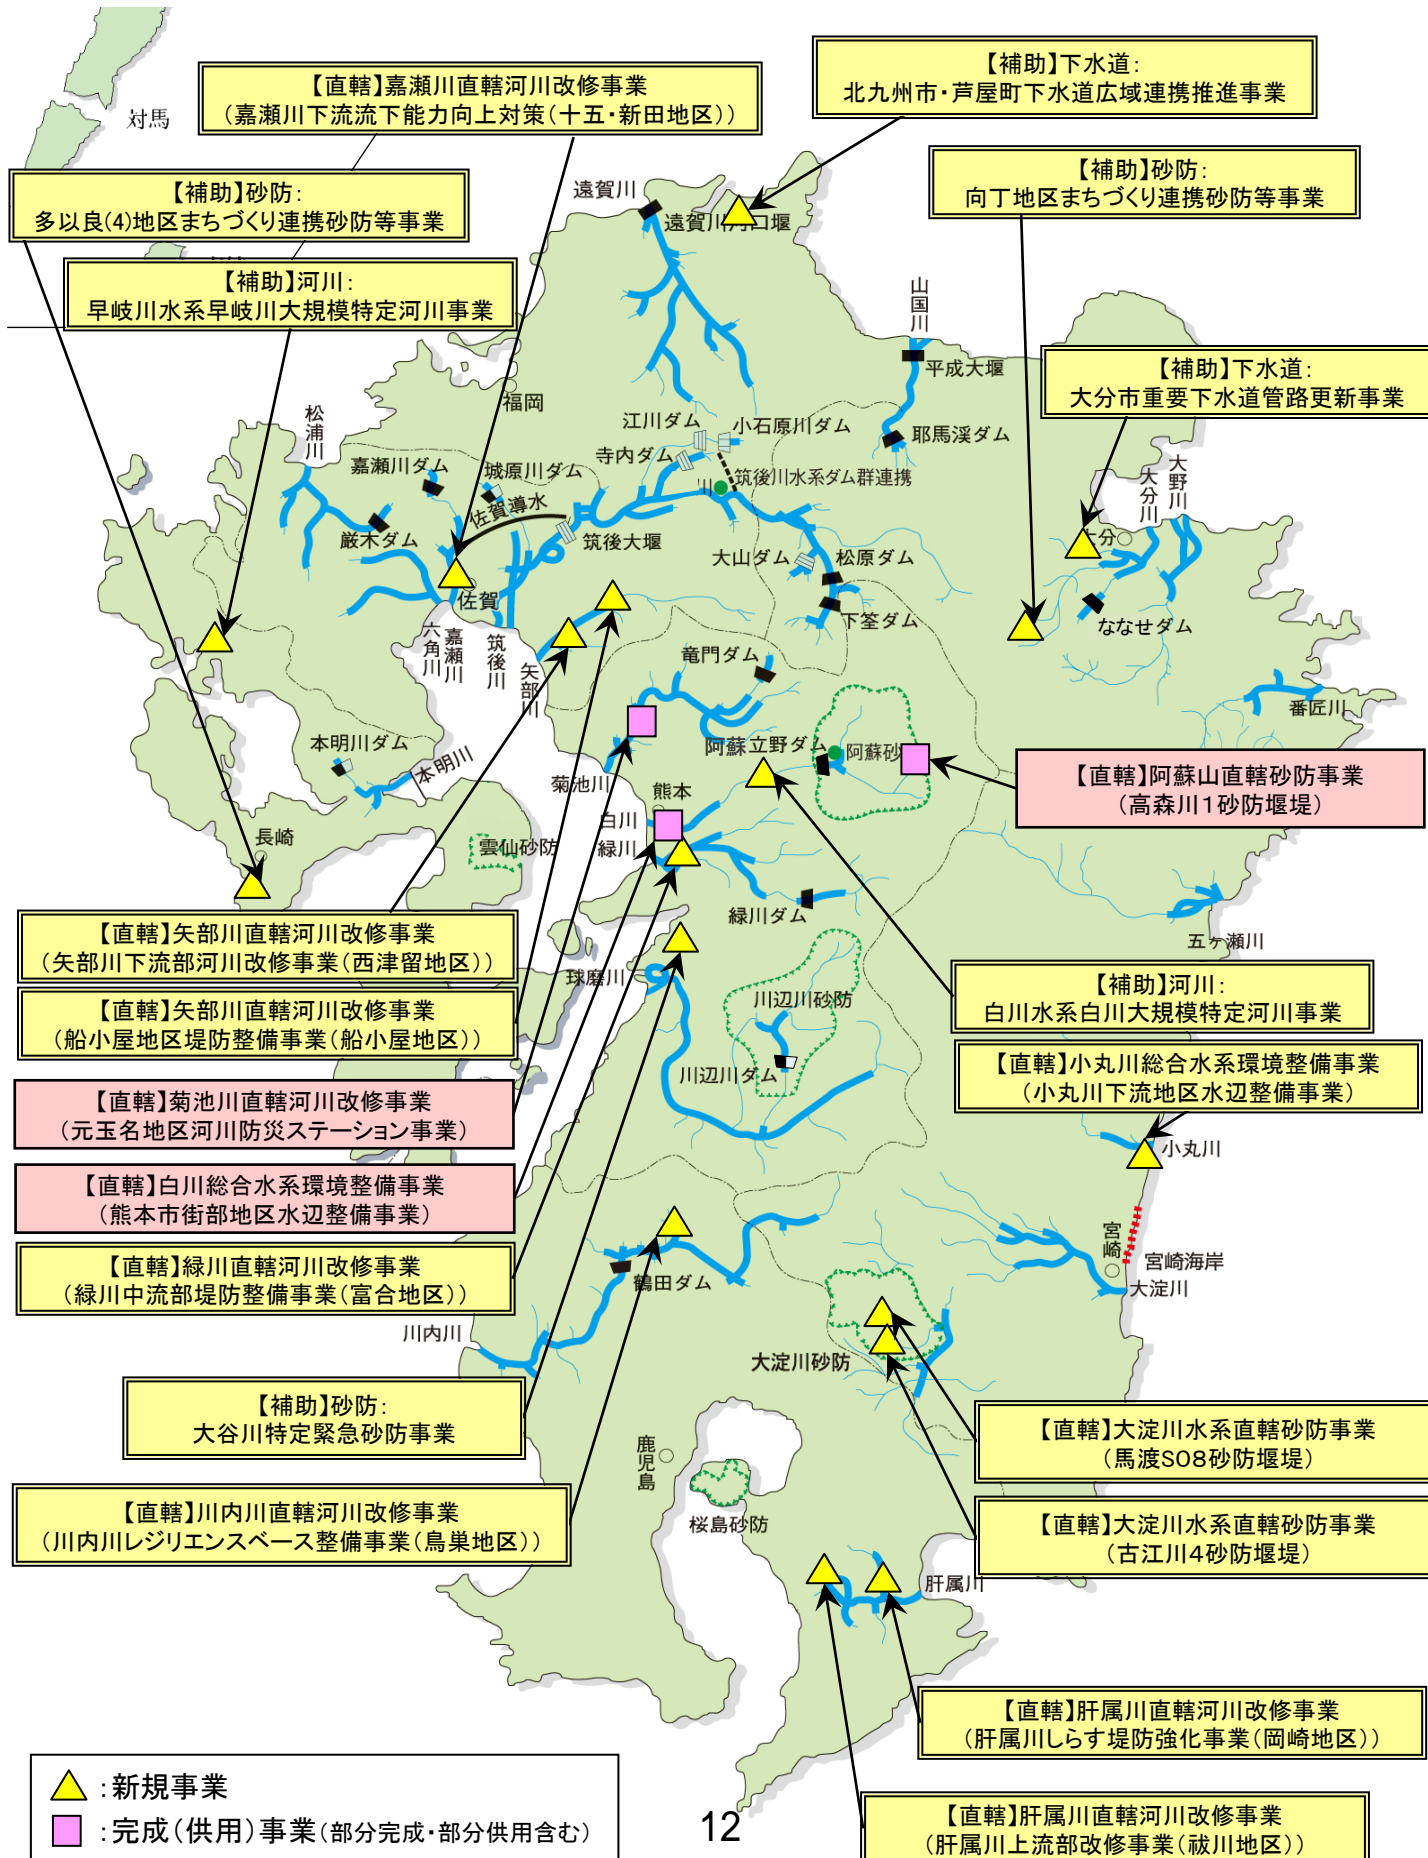 【直轄】嘉瀬川直轄河川改修事業
(嘉瀬川下流流下能力向上対策(十五・新田地区))
【補助】下水道:
北九州市・芦屋町下水道広域連携推進事業
対馬
【補助】砂防:
多以良(4)地区まちづくり連携砂防等事業
【補助】砂防:
向丁地区まちづくり連携砂防等事業
遠賀川
遠賀川河口堰
【補助】河川:
早岐川水系早岐川大規模特定河川事業
山国川
平成大堰
【補助】下水道:
大分市重要下水道管路更新事業
福岡
松浦川
江川ダム
小石原川ダム
耶馬渓ダム
嘉瀬川ダム
城原川ダム
寺内ダム
筑後川水系ダム群連携
川
大野川
大分川
佐賀導水
厳木ダム
筑後大堰
大山ダム
松原ダム
大分
佐賀
下筌ダム
ななせダム
六角川
嘉瀬川
筑後川
矢部川
竜門ダム
番匠川
本明川ダム
本明川
阿蘇
立野ダム
阿蘇砂
菊池川
熊本
【直轄】阿蘇山直轄砂防事業
(高森川1砂防堰堤)
白川
緑川
長崎
雲仙砂防
緑川ダム
五ヶ瀬川
【直轄】矢部川直轄河川改修事業
(矢部川下流部河川改修事業(西津留地区))
球磨川
川辺川砂防
【補助】河川:
白川水系白川大規模特定河川事業
【直轄】矢部川直轄河川改修事業
(船小屋地区堤防整備事業(船小屋地区))
川辺川ダム
【直轄】小丸川総合水系環境整備事業
(小丸川下流地区水辺整備事業)
【直轄】菊池川直轄河川改修事業
(元玉名地区河川防災ステーション事業)
小丸川
【直轄】白川総合水系環境整備事業
(熊本市街部地区水辺整備事業)
宮崎
宮崎海岸
大淀川
【直轄】緑川直轄河川改修事業
(緑川中流部堤防整備事業(富合地区))
鶴田ダム
川内川
大淀川砂防
【補助】砂防:
大谷川特定緊急砂防事業
【直轄】大淀川水系直轄砂防事業
(馬渡SO8砂防堰堤)
鹿児島
【直轄】川内川直轄河川改修事業
(川内川レジリエンスベース整備事業(鳥巣地区))
桜島砂防
【直轄】大淀川水系直轄砂防事業
(古江川4砂防堰堤)
肝属川
【直轄】肝属川直轄河川改修事業
(肝属川しらす堤防強化事業(岡崎地区))
:新規事業
:完成(供用)事業(部分完成・部分供用含む)
12
【直轄】肝属川直轄河川改修事業
(肝属川上流部改修事業(祓川地区))